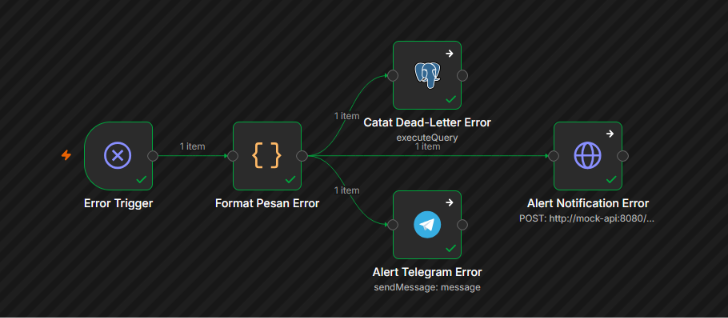 1 item
Catat Dead-Letter Error
executeQuery
1 item
1 item
Error Trigger
Format Pesan Error
Alert Notification Error
POST: http://mock-api:8080/...
1 item
Alert Telegram Error
sendMessage: message